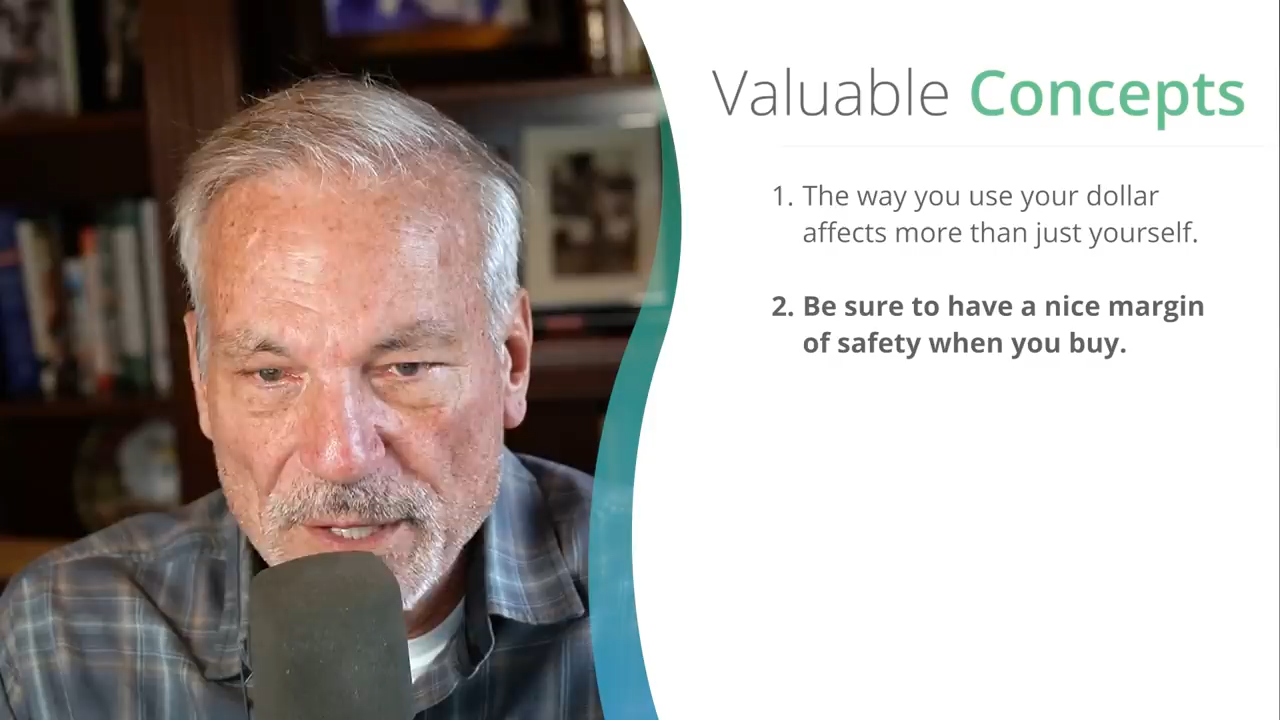 Valuable Concepts
1. The way you use your dollar
affects more than just yourself.
2. Be sure to have a nice margin
of safety when you buy.